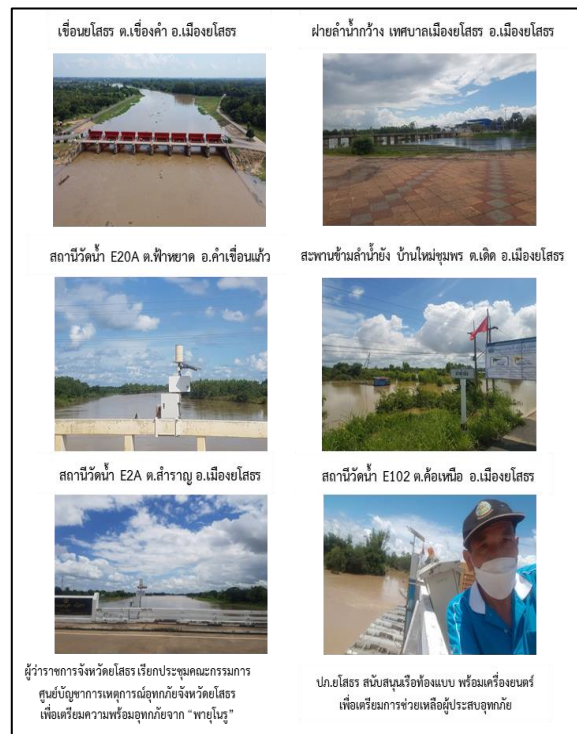 เขื่อนยโสธร ต.เขื่องคำ อ.เมืองยโสธร
ฝายลำน้ำกว้าง เทศบาลเมืองยโสธร อ.เมืองยโสธร
สถานีวัดน้ำ E20A ต.ฟ้าหยาด อ.คำเขื่อนแก้ว
สะพานข้ามลำน้ำยัง บ้านใหม่ชุมพร ต.เดิด อ.เมืองยโสธร
สถานีวัดน้ำ E2A ต.สำราญ อ.เมืองยโสธร
สถานีวัดน้ำ E102 ต.ค้อเหนือ อ.เมืองยโสธร
ผู้ว่าราชการจังหวัดยโสธร เรียกประชุมคณะกรรมการ
ศูนย์บัญชาการเหตุการณ์อุทกภัยจังหวัดยโสธร
เพื่อเตรียมความพร้อมอุทกภัยจาก "พายุโนรู"
ปภ.ยโสธร สนับสนุนเรือท้องแบบ พร้อมเครื่องยนตร์
เพื่อเตรียมการช่วยเหลือผู้ประสบอุทกภัย